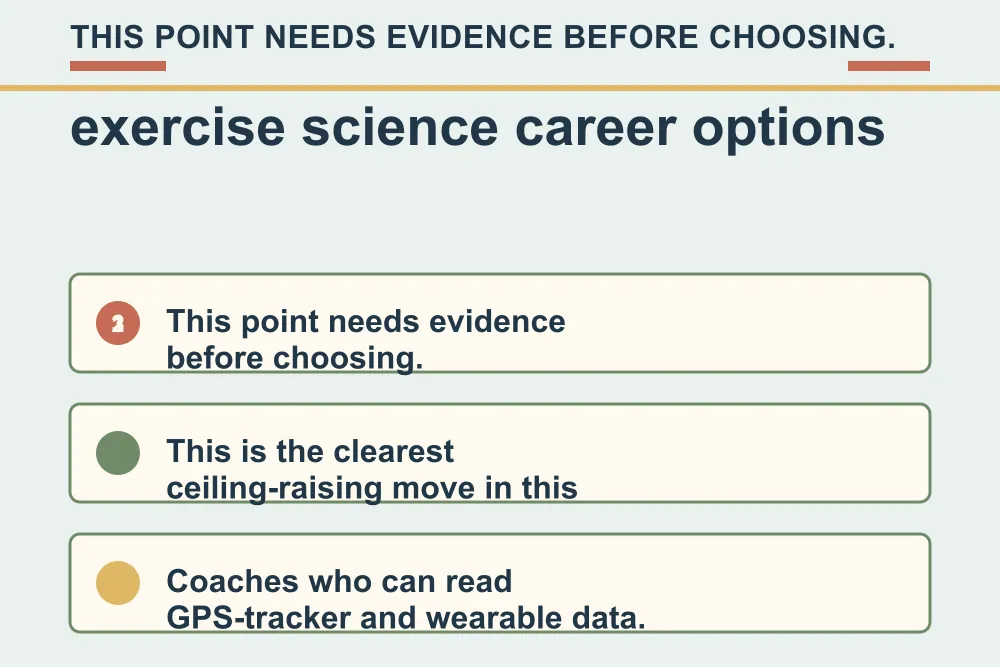 THIS POINT NEEDS EVIDENCE BEFORE CHOOSING.
exercise science career options
This point needs evidence
before choosing.
This is the clearest
ceiling-raising move in this
Coaches who can read
GPS-tracker and wearable data.